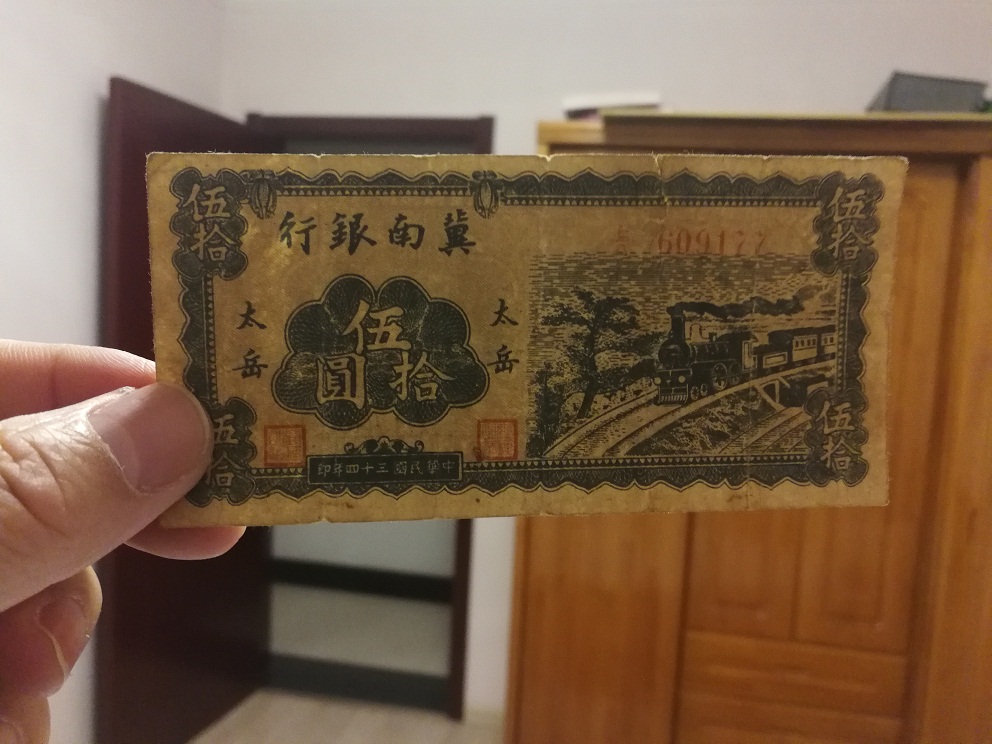 伍拾
伍拾
冀南銀行
609177
太岳
太岳
伍拾圓
伍拾
伍拾
中華民國三十四年印